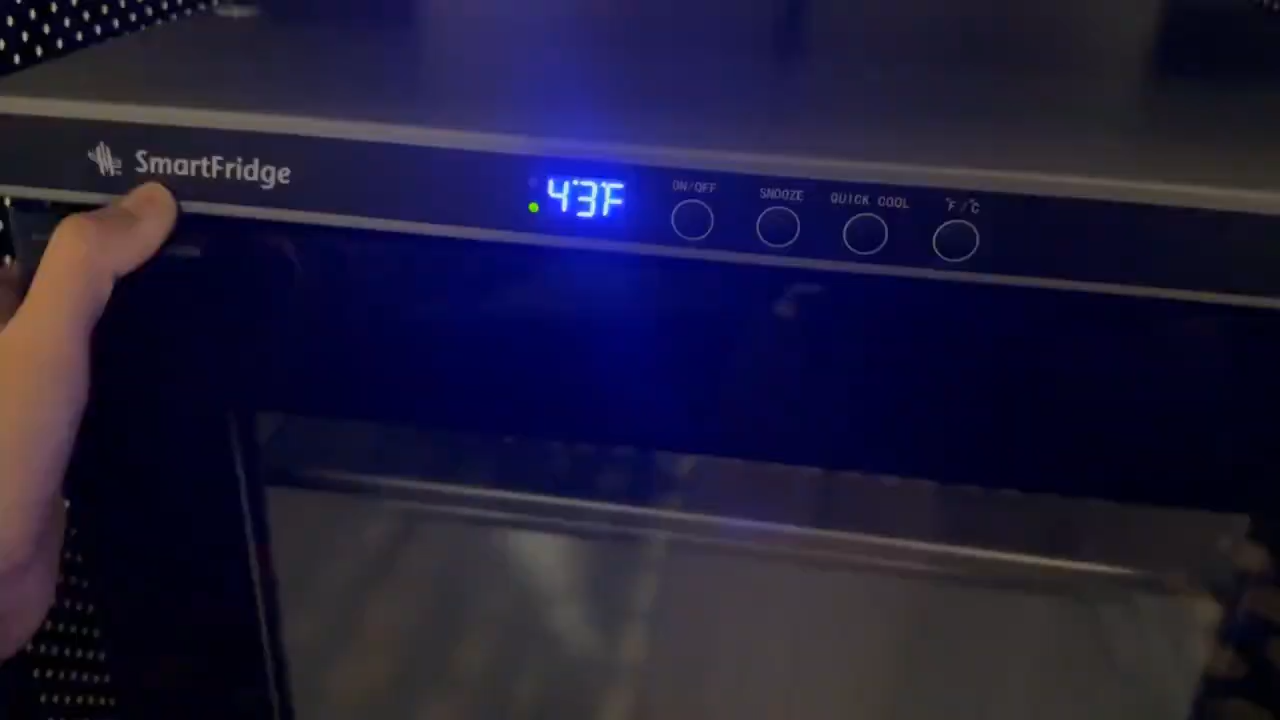 SmartFridge
43F
ON/OFF
SNOOZE
QUICK COOL
°F/°C